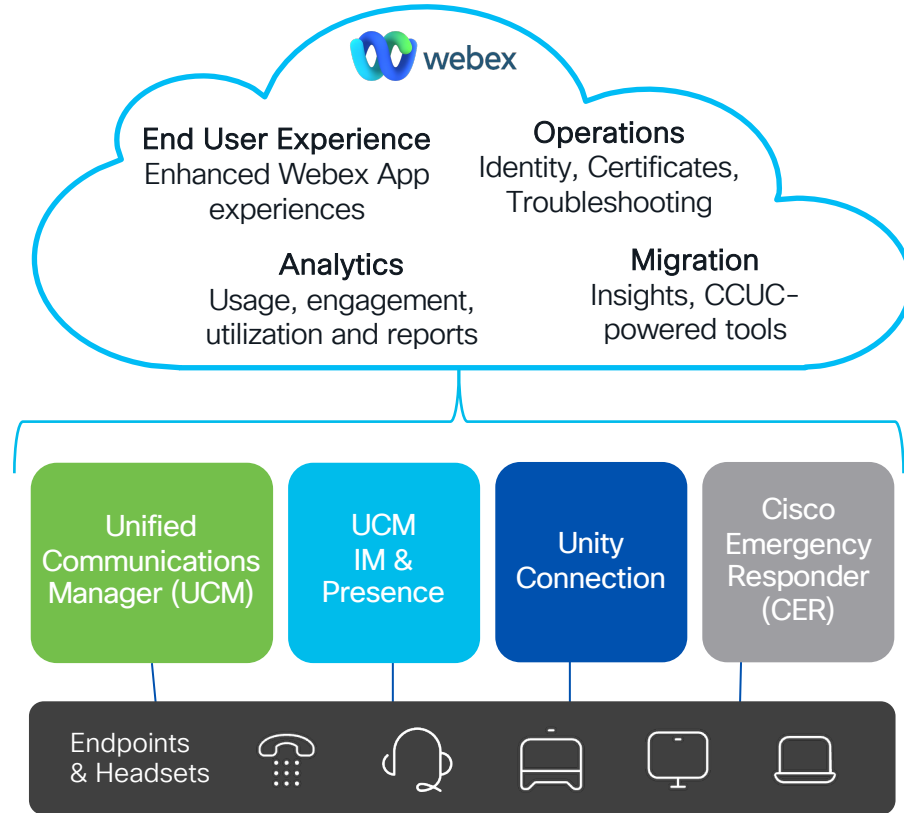 webex
End User Experience
Enhanced Webex App
experiences
Operations
Identity, Certificates,
Troubleshooting
Analytics
Usage, engagement,
utilization and reports
Migration
Insights, CCUC-
powered tools
Unified
Communications
Manager (UCM)
UCM
IM &
Presence
Unity
Connection
Cisco
Emergency
Responder
(CER)
Endpoints
& Headsets